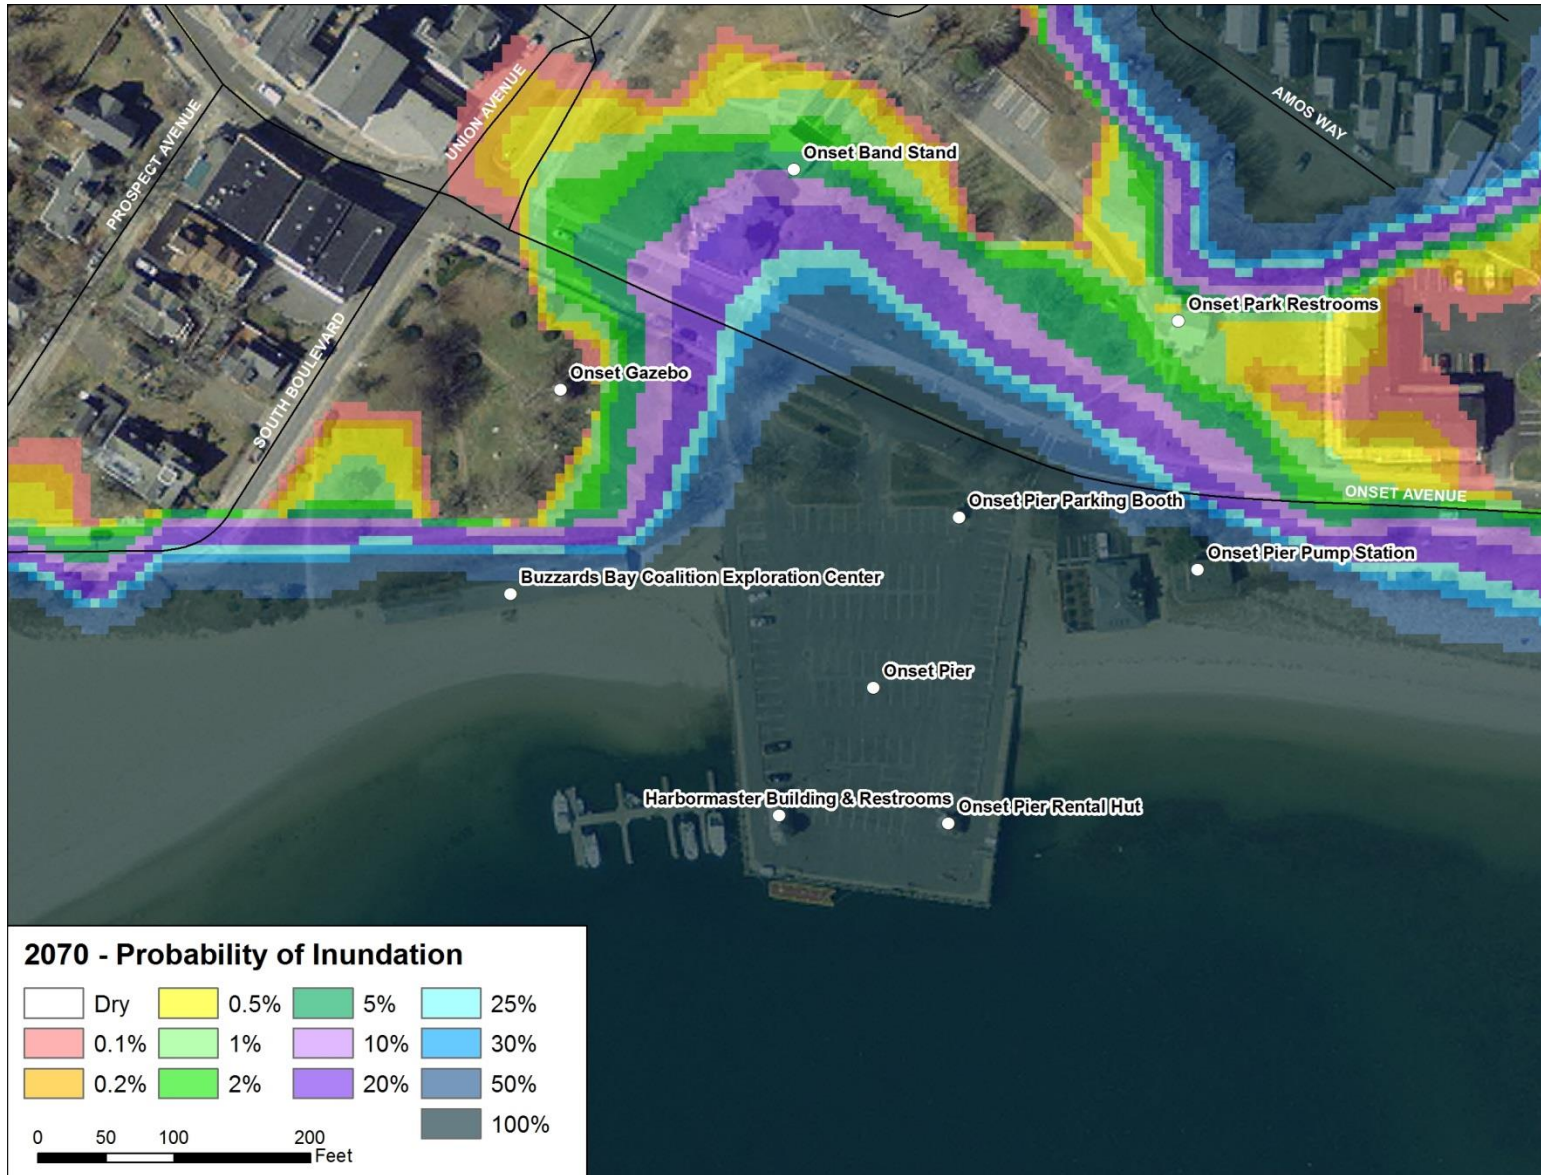 AMOS WAY
UNION AVENUE
PROSPECT AVENUE
Onset Band Stand
Onset Park Restrooms
SOUTH BOULEVARD
Onset Gazebo
ONSET AVENUE
Onset Pier Parking Booth
Onset Pier Pump Station
Buzzards Bay Coalition Exploration Center
Onset Pier
Harbormaster Building & Restrooms
Onset Pier Rental Hut
2070 - Probability of Inundation
Dry 0.5% 5% 25%
0.1% 1% 10% 30%
0.2% 2% 20% 50%
100%
0 50 100 200
Feet